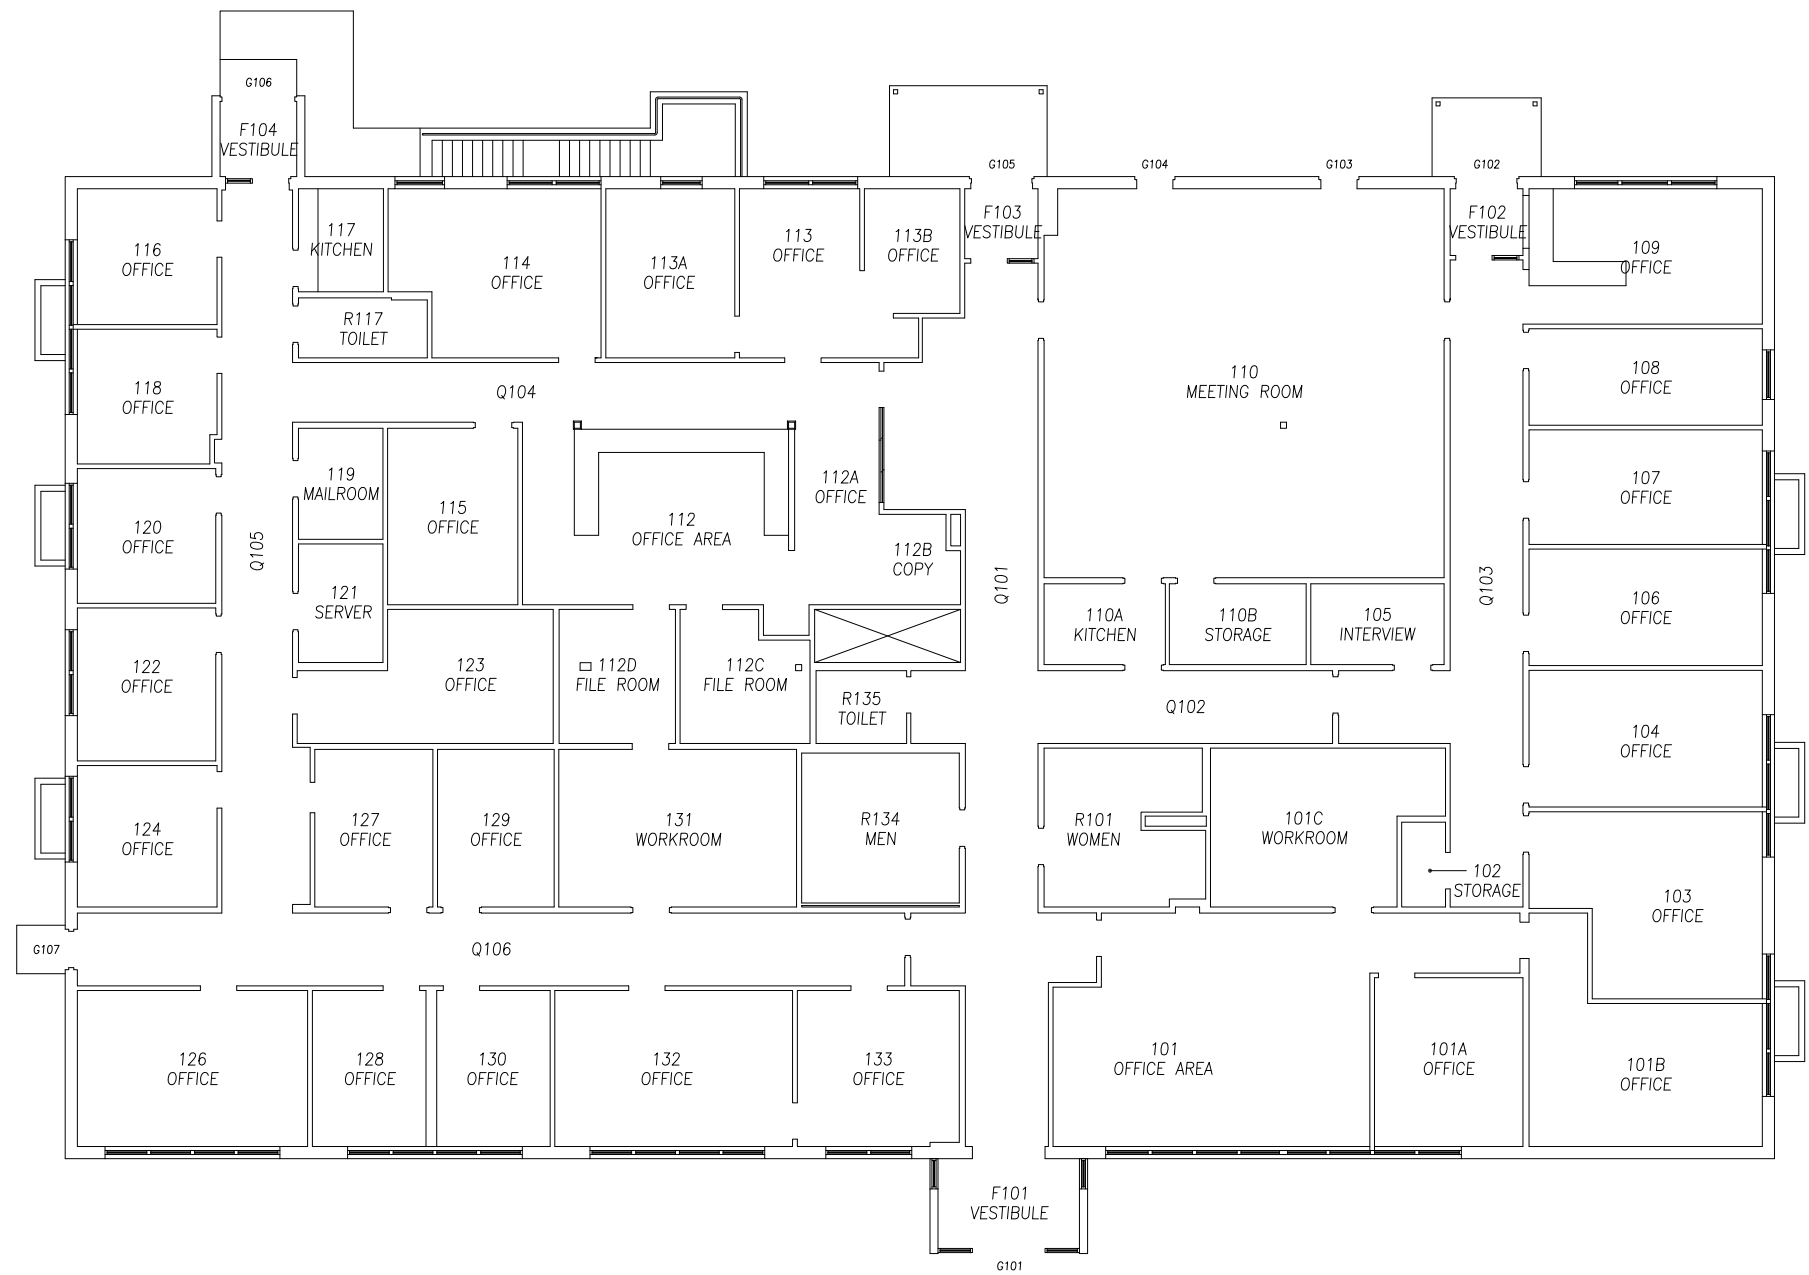 G106
F104
VESTIBULE
G105
G104
G103
G102
116
OFFICE
117
KITCHEN
114
OFFICE
113A
OFFICE
113
OFFICE
113B
OFFICE
F103
VESTIBULE
F102
VESTIBULE
109
OFFICE
R117
TOILET
118
OFFICE
Q104
110
MEETING ROOM
108
OFFICE
119
MAILROOM
115
OFFICE
112
OFFICE AREA
112A
OFFICE
107
OFFICE
120
OFFICE
Q105
112B
COPY
Q101
Q103
121
SERVER
110A
KITCHEN
110B
STORAGE
105
INTERVIEW
106
OFFICE
122
OFFICE
123
OFFICE
112D
FILE ROOM
112C
FILE ROOM
R135
TOILET
Q102
104
OFFICE
124
OFFICE
127
OFFICE
129
OFFICE
131
WORKROOM
R134
MEN
R101
WOMEN
101C
WORKROOM
102
STORAGE
103
OFFICE
G107
Q106
126
OFFICE
128
OFFICE
130
OFFICE
132
OFFICE
133
OFFICE
101
OFFICE AREA
101A
OFFICE
101B
OFFICE
F101
VESTIBULE
G101